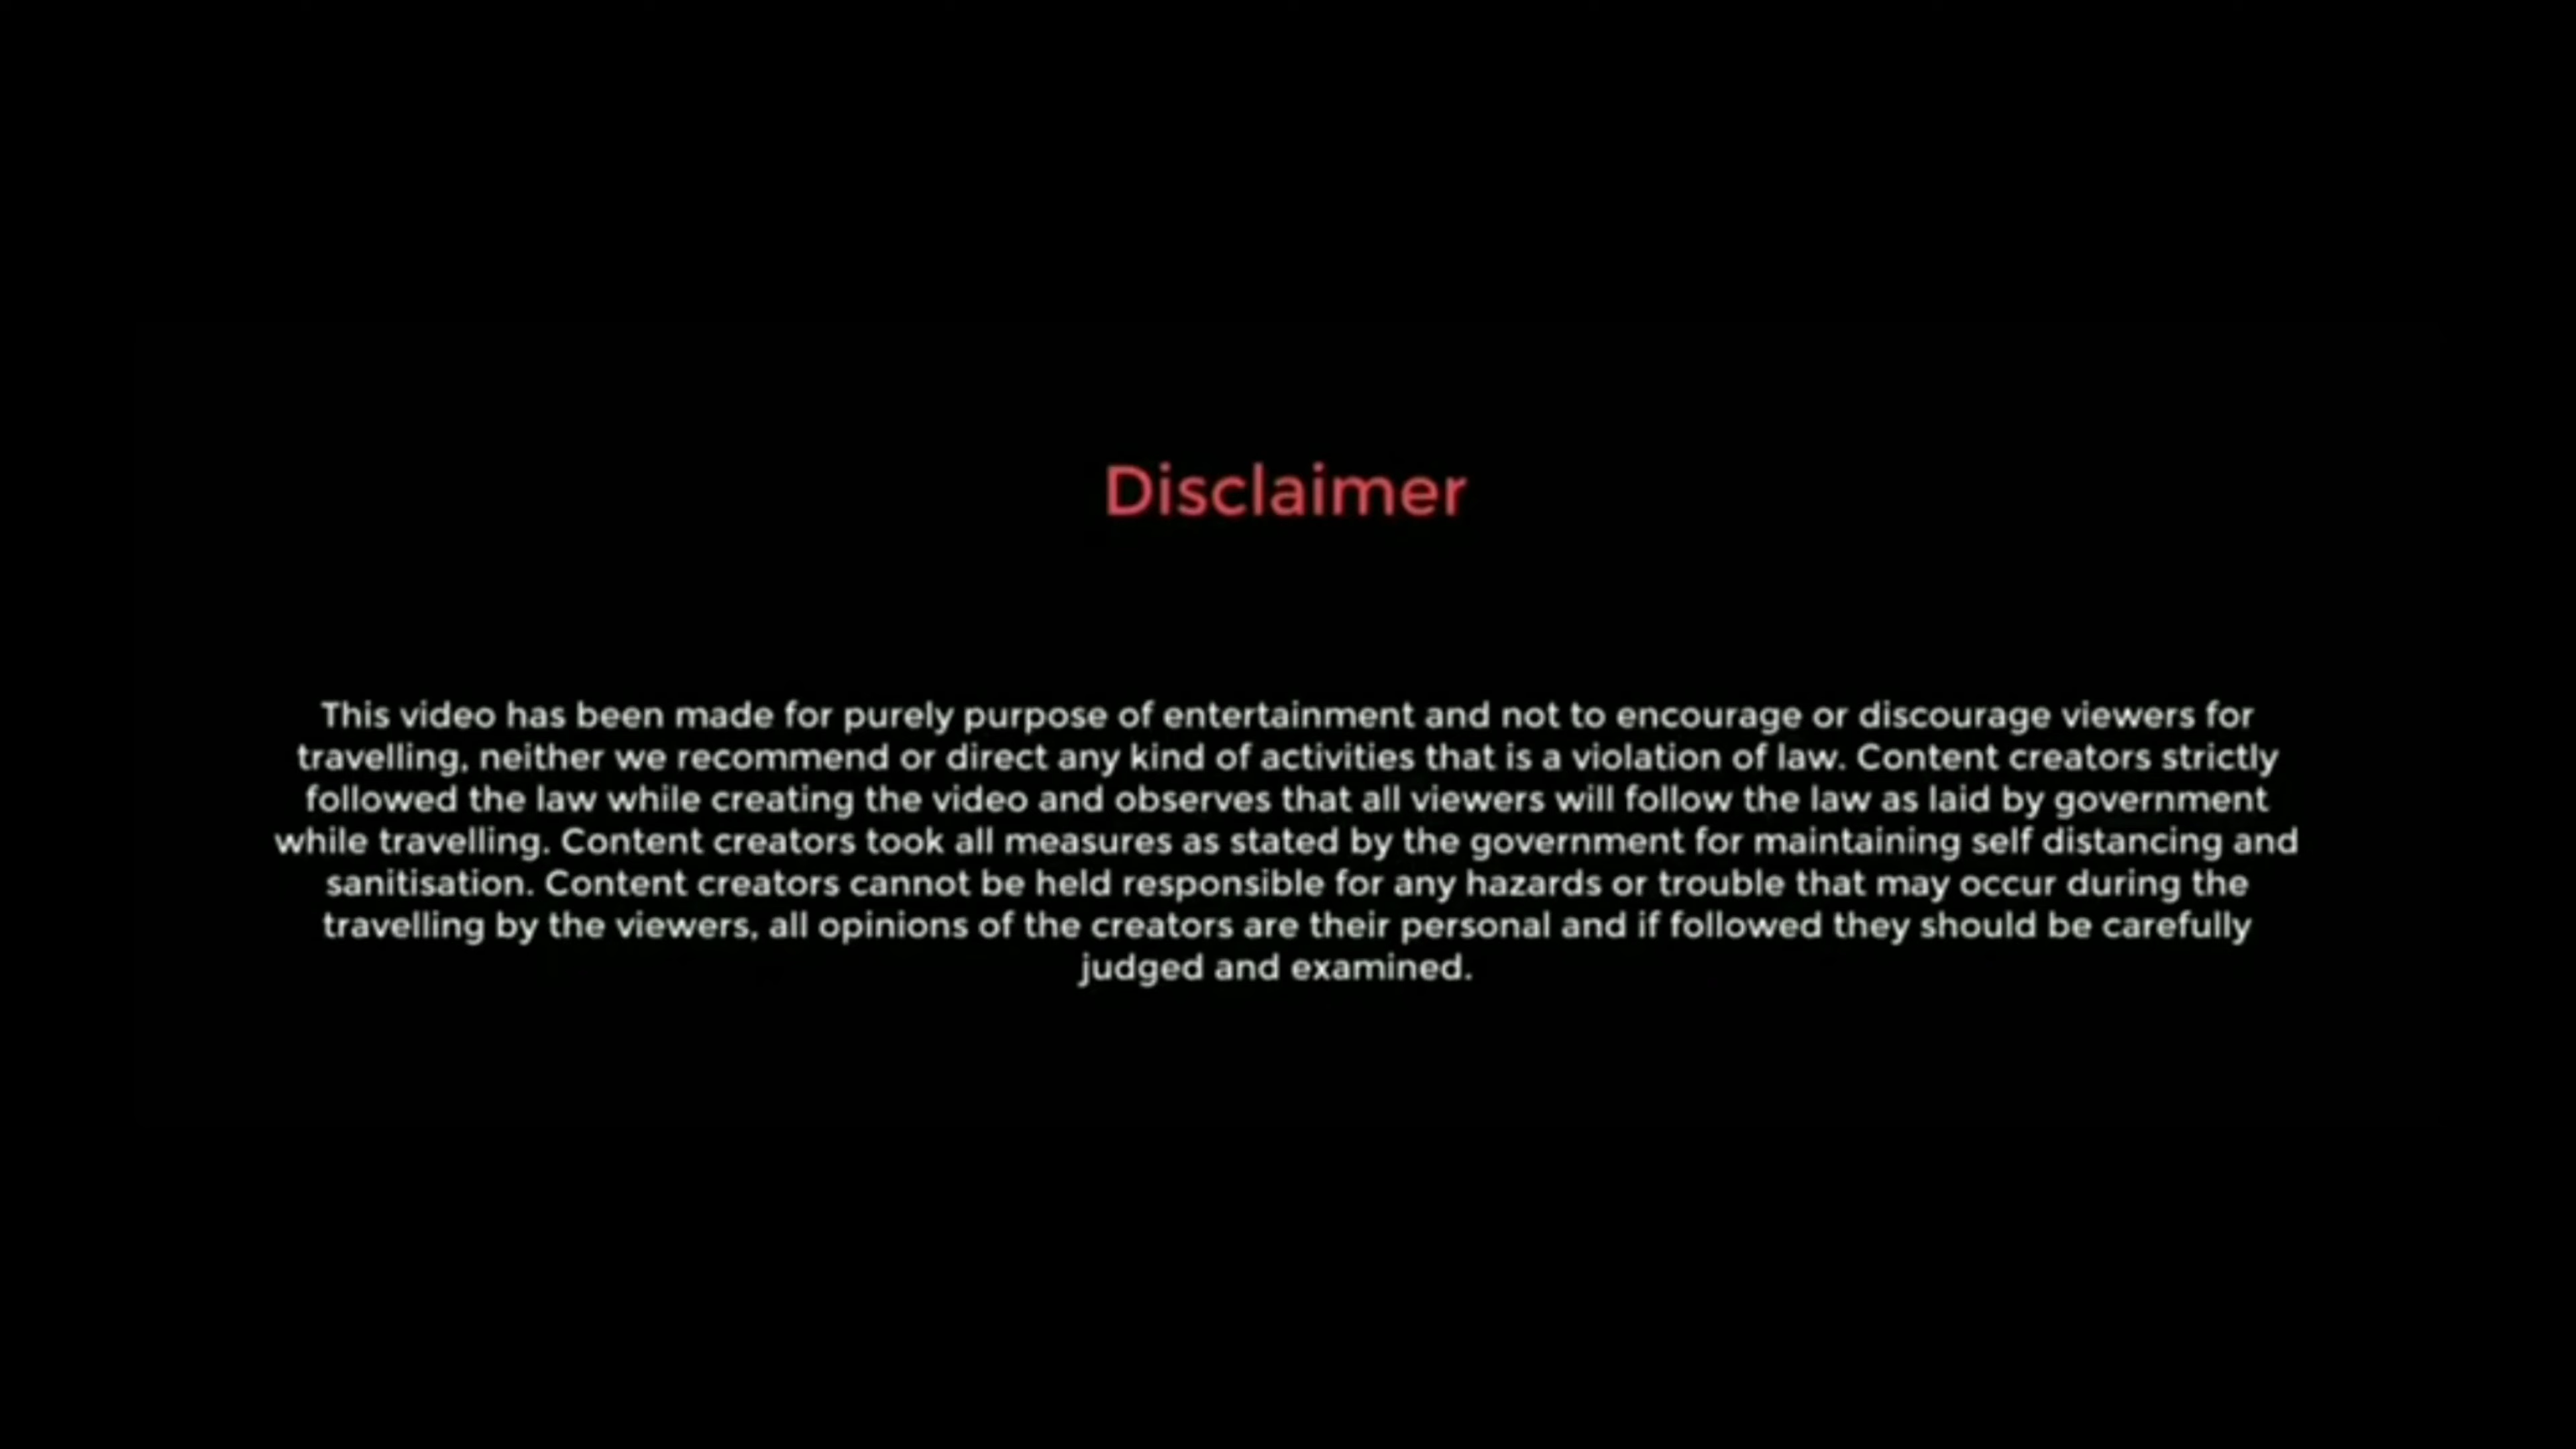 Disclaimer
This video has been made for purely purpose of entertainment and not to encourage or discourage viewers for
travelling, neither we recommend or direct any kind of activities that is a violation of law. Content creators strictly
followed the law while creating the video and observes that all viewers will follow the law as laid by government
while travelling. Content creators took all measures as stated by the government for maintaining self distancing and
sanitisation. Content creators cannot be held responsible for any hazards or trouble that may occur during the
travelling by the viewers, all opinions of the creators are their personal and if followed they should be carefully
judged and examined.